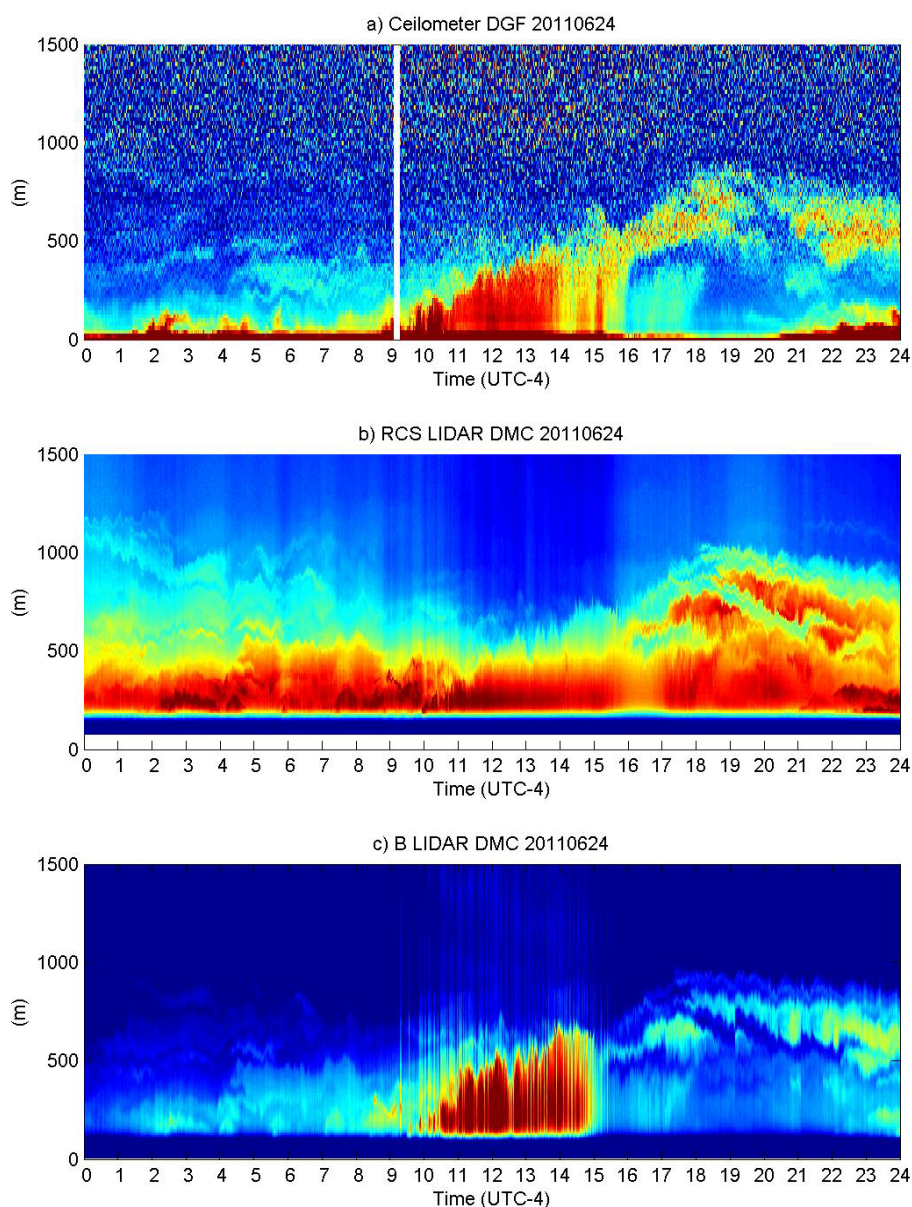 a) Ceilometer DGF 20110624
1500
1000
500
0
(m)
0 1 2 3 4 5 6 7 8 9 10 11 12 13 14 15 16 17 18 19 20 21 22 23 24
Time (UTC-4)
b) RCS LIDAR DMC 20110624
1500
1000
500
0
(m)
0 1 2 3 4 5 6 7 8 9 10 11 12 13 14 15 16 17 18 19 20 21 22 23 24
Time (UTC-4)
c) B LIDAR DMC 20110624
1500
1000
500
0
(m)
0 1 2 3 4 5 6 7 8 9 10 11 12 13 14 15 16 17 18 19 20 21 22 23 24
Time (UTC-4)